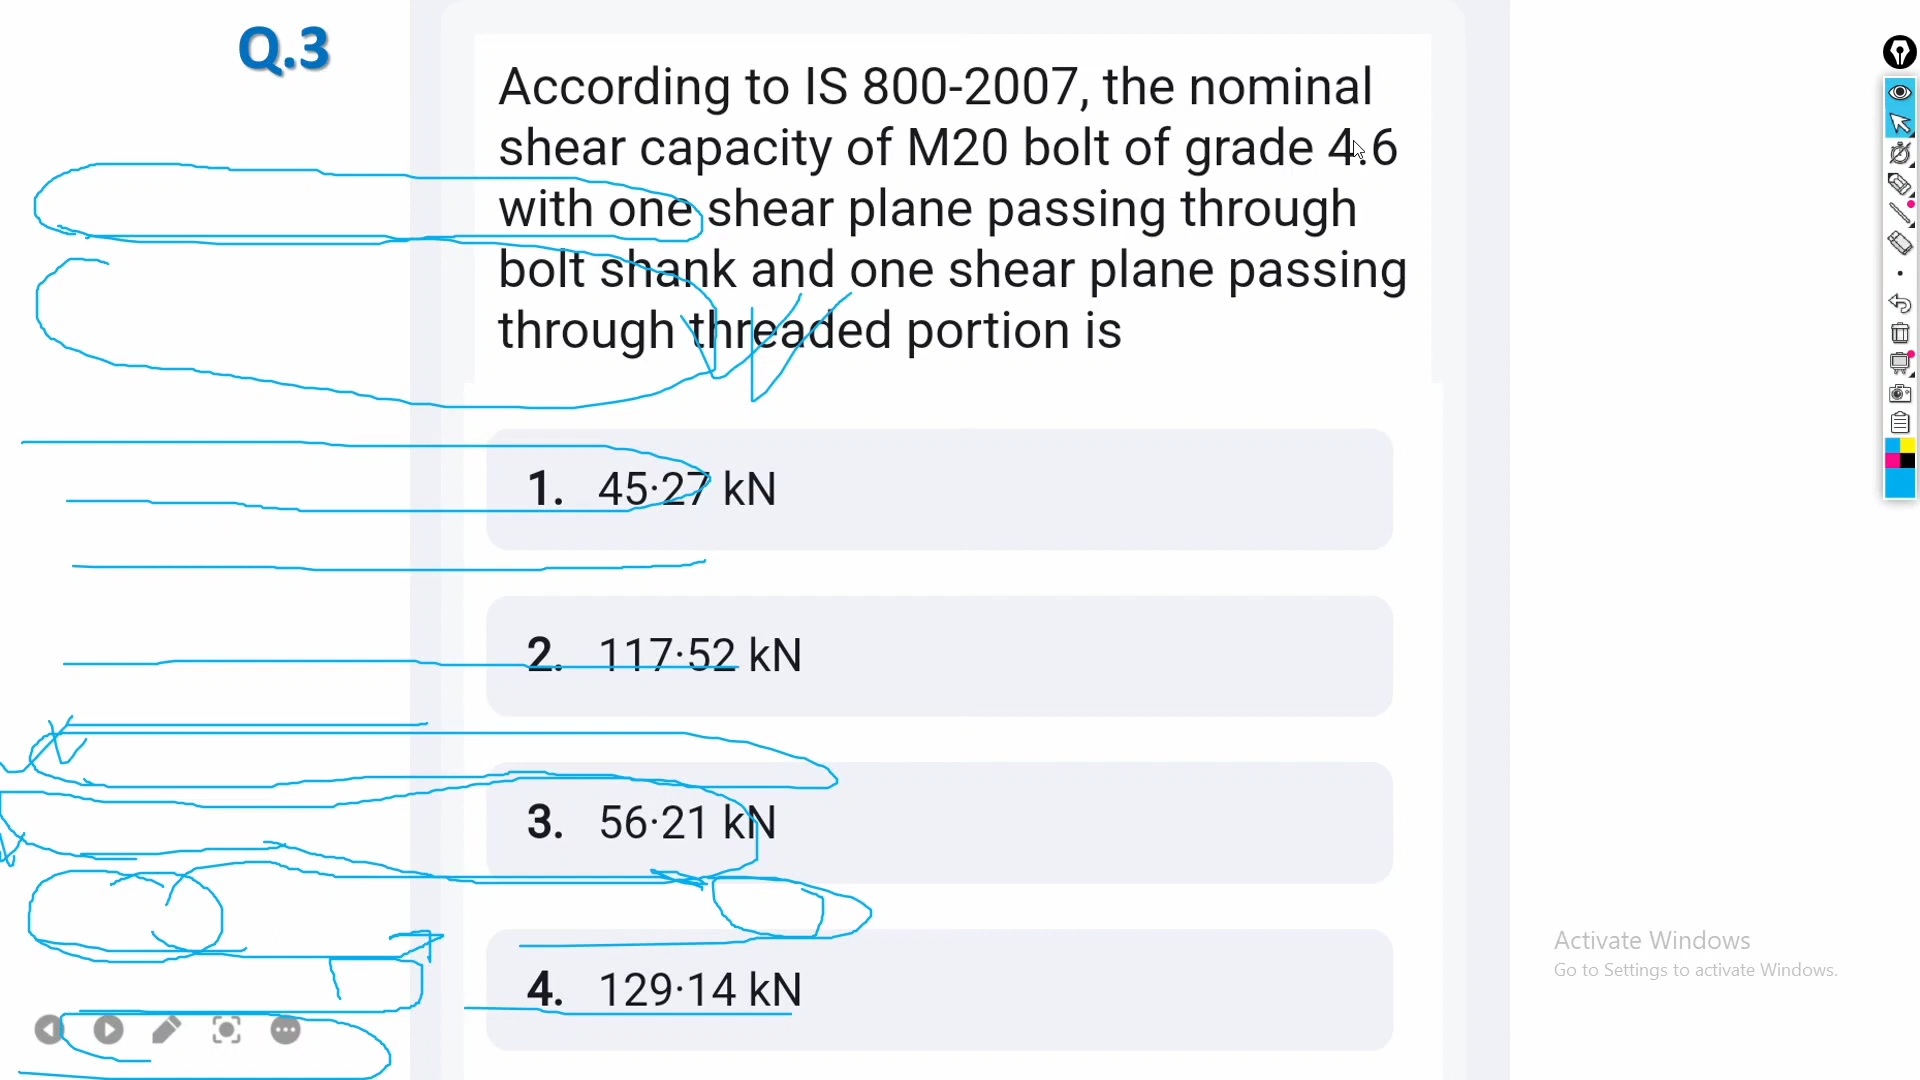 Q.3
According to IS 800-2007, the nominal
shear capacity of M20 bolt of grade 4.6
with one shear plane passing through
bolt shank and one shear plane passing
through threaded portion is
1. 45·27 kN
2. 117·52 kN
3. 56·21 kN
4. 129·14 kN
Activate Windows
Go to Settings to activate Windows.